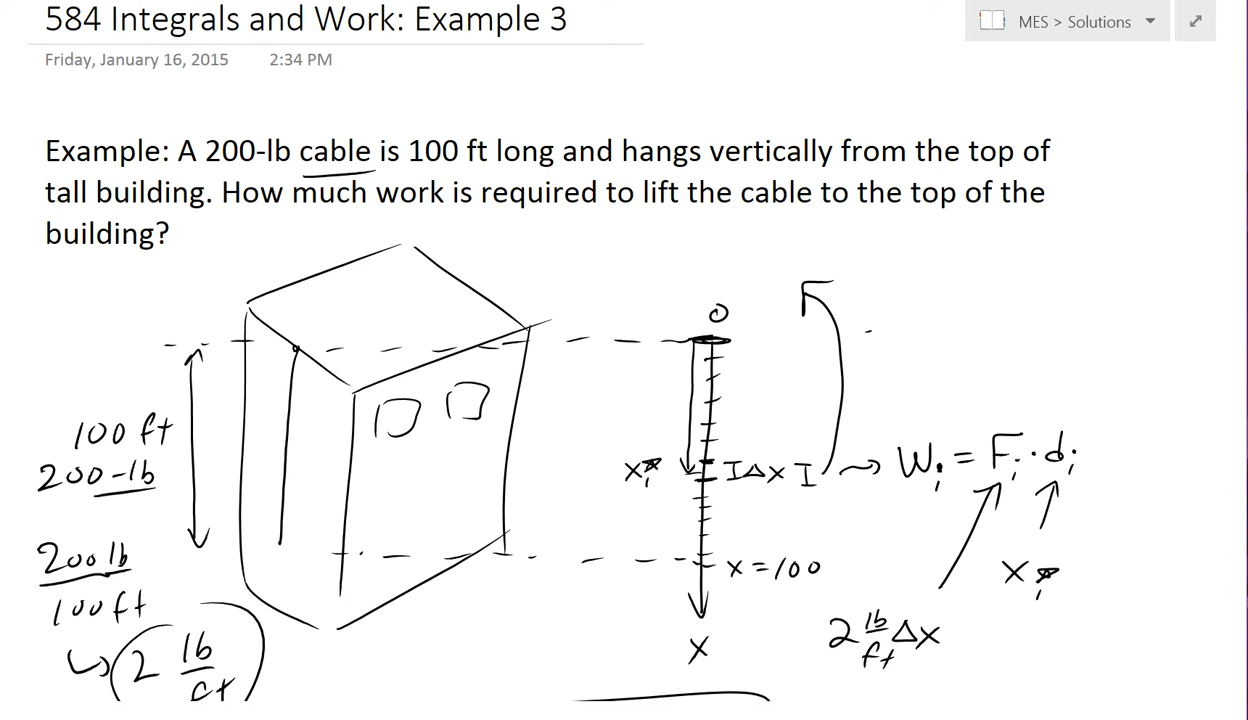 584 Integrals and Work: Example 3
MES > Solutions
Friday, January 16, 2015 2:34 PM
Example: A 200-lb cable is 100 ft long and hangs vertically from the top of
tall building. How much work is required to lift the cable to the top of the
building?
0
100 ft
200-lb
xᵢ* Δx Wᵢ = Fᵢ · dᵢ
200 lb
100 ft
x = 100
xᵢ*
2 lb/ft Δx
x
2 lb/ft